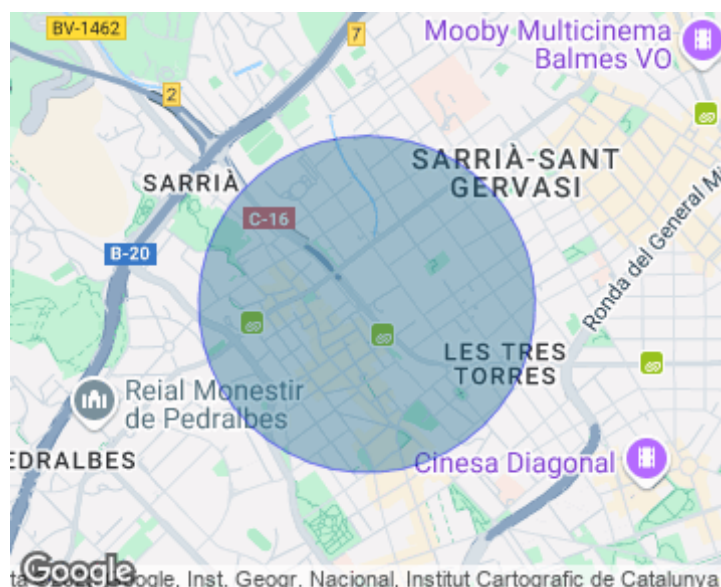 BV-1462
7
Mooby Multicinema
Balmes VO
2
SARRIÀ
SARRIÀ-SANT
GERVASI
C-16
B-20
Ronda del General Mi
LES TRES
TORRES
Reial Monestir
de Pedralbes
EDRALBES
Cinesa Diagonal
Google
ogle, Inst. Geogr. Nacional, Institut Cartografic de Catalunya